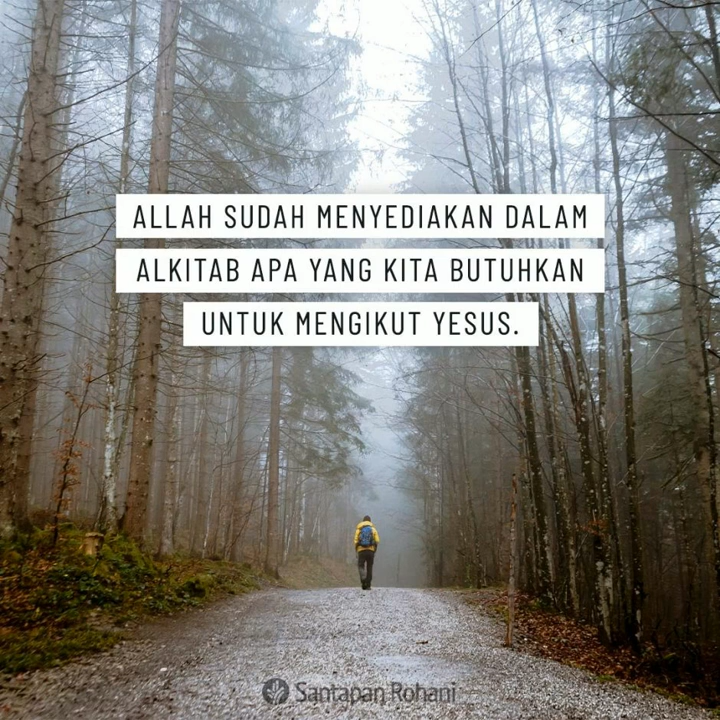 ALLAH SUDAH MENYEDIAKAN DALAM
ALKITAB APA YANG KITA BUTUHKAN
UNTUK MENGIKUT YESUS.
Santapan Rohani